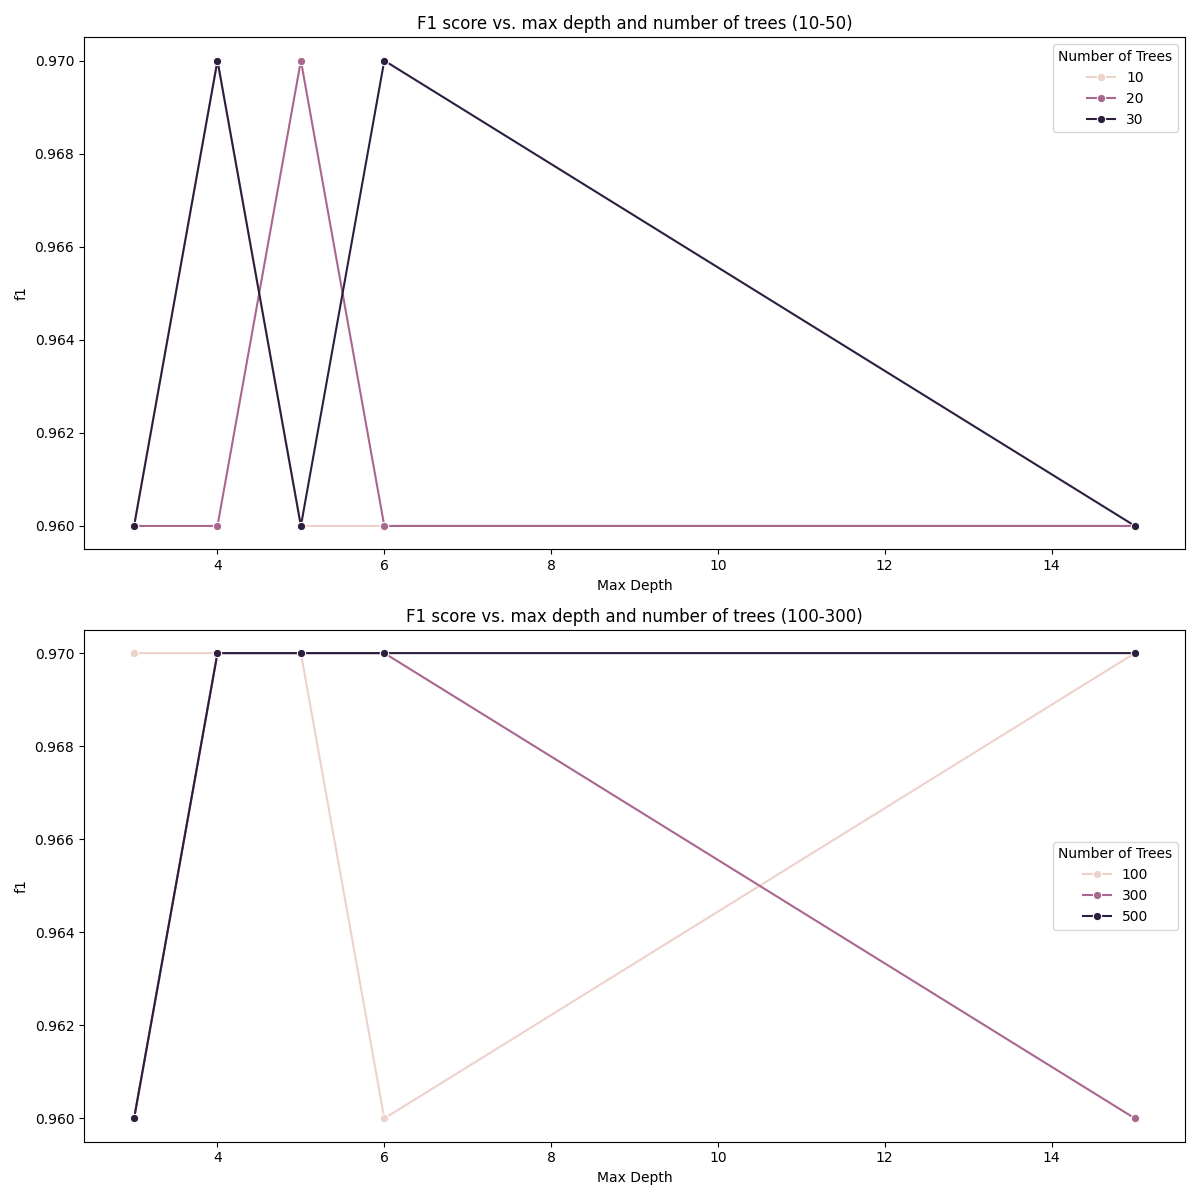 F1 score vs. max depth and number of trees (10-50)
0.970
0.968
0.966
0.964
0.962
0.960
f1
Number of Trees
10
20
30
4 6 8 10 12 14
Max Depth
F1 score vs. max depth and number of trees (100-300)
0.970
0.968
0.966
0.964
0.962
0.960
f1
Number of Trees
100
300
500
4 6 8 10 12 14
Max Depth